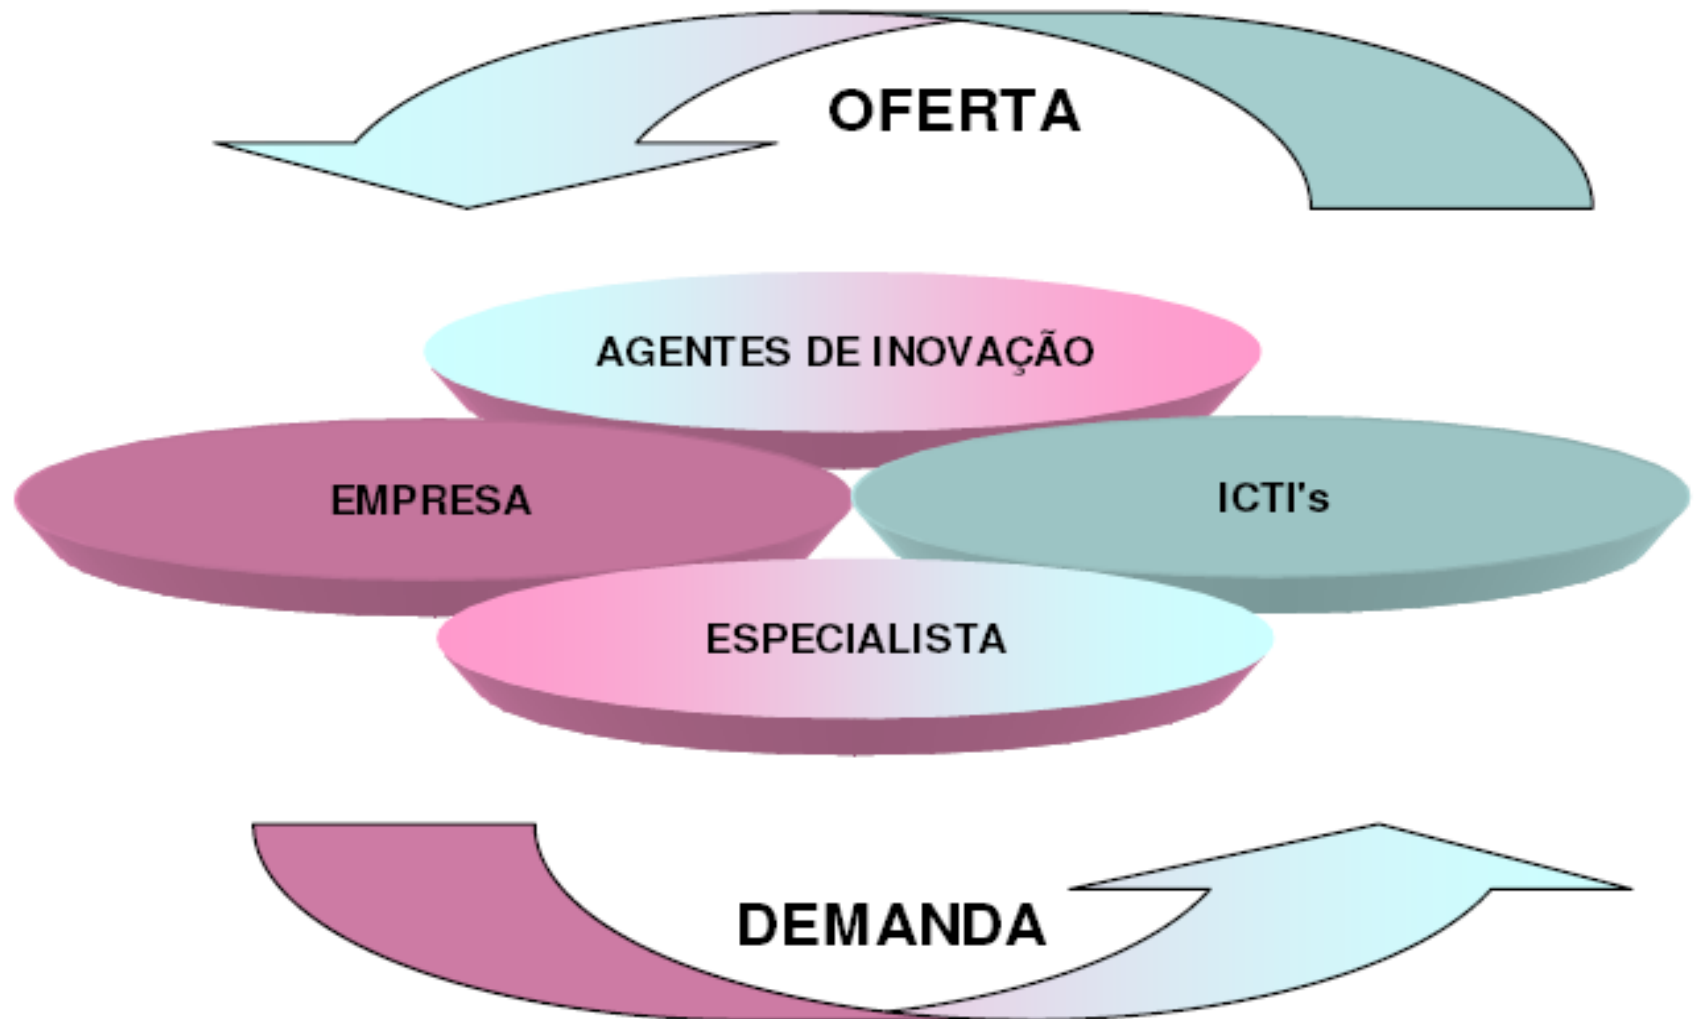 OFERTA
AGENTES DE INOVAÇÃO
EMPRESA
ICTI's
ESPECIALISTA
DEMANDA